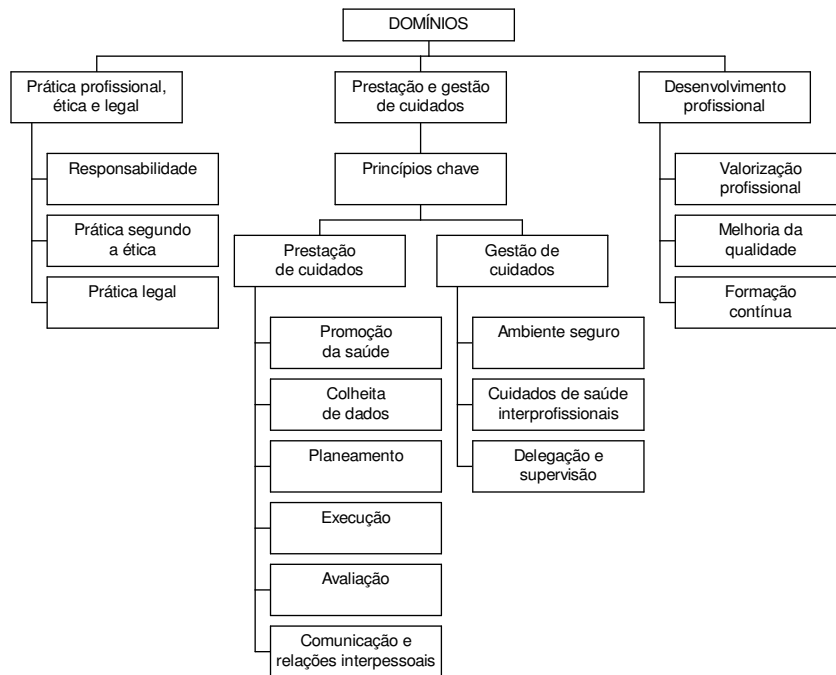 DOMÍNIOS
Prática profissional,
ética e legal
Prestação e gestão
de cuidados
Desenvolvimento
profissional
Responsabilidade
Prática segundo
a ética
Prática legal
Princípios chave
Valorização
profissional
Melhoria da
qualidade
Formação
contínua
Prestação
de cuidados
Gestão de
cuidados
Promoção
da saúde
Colheita
de dados
Planeamento
Execução
Avaliação
Comunicação e
relações interpessoais
Ambiente seguro
Cuidados de saúde
interprofissionais
Delegação e
supervisão